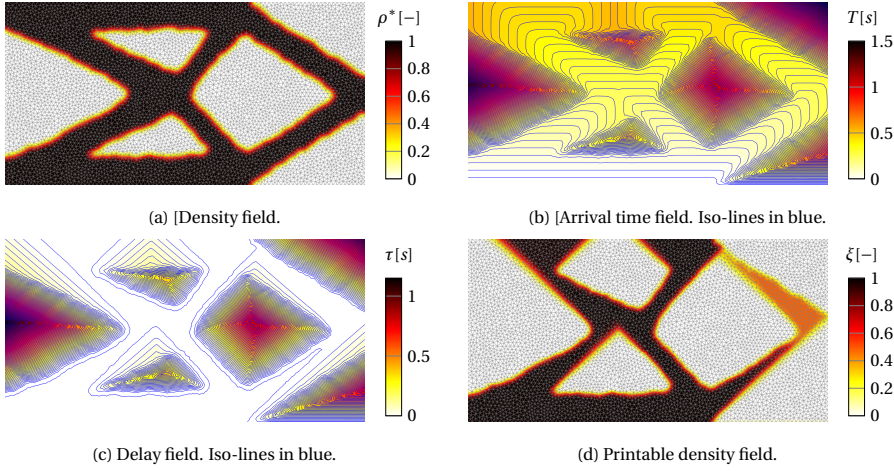 ρ*[−]
1
0.8
0.6
0.4
0.2
0
(a) [Density field.
T[s]
1.5
1
0.5
0
(b) [Arrival time field. Iso-lines in blue.
τ[s]
1
0.5
0
(c) Delay field. Iso-lines in blue.
ξ[−]
1
0.8
0.6
0.4
0.2
0
(d) Printable density field.